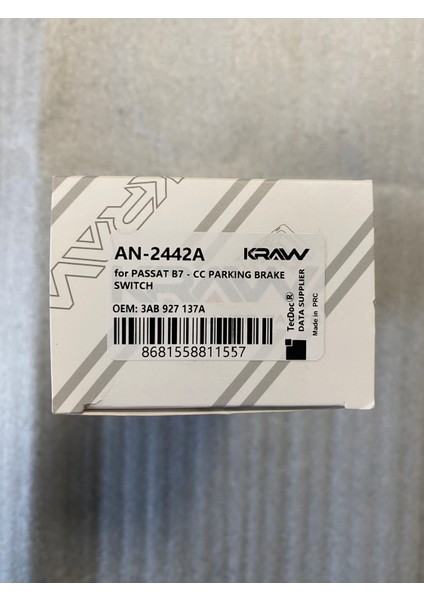 AN-2442A
KRAW
for PASSAT B7 - CC PARKING BRAKE
SWITCH
OEM: 3AB 927 137A
8681558811557
TecDoc®
DATA SUPPLIER
Made in PRC
KRAW